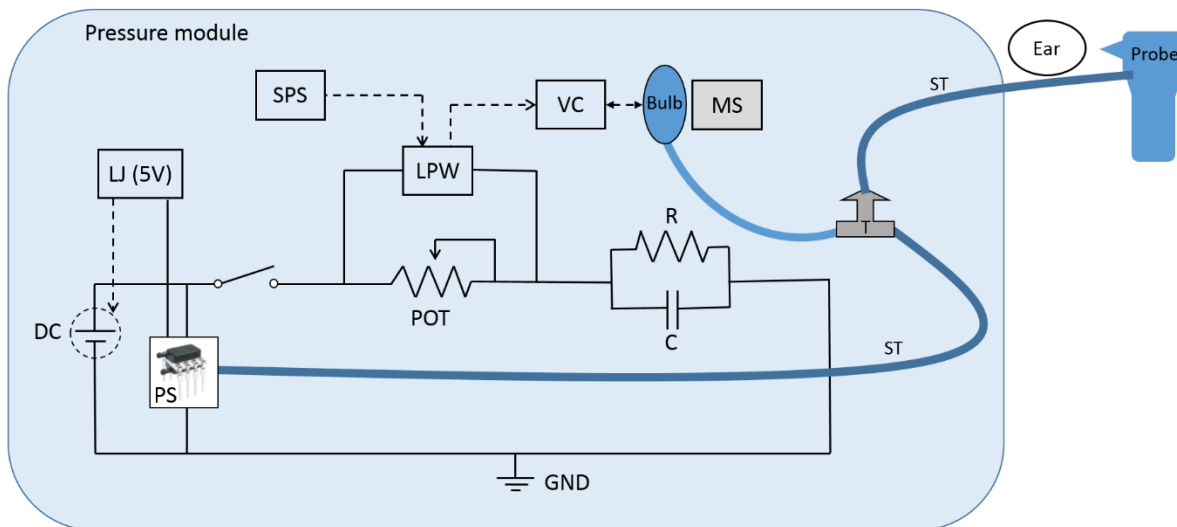 Pressure module
Ear
Probe
ST
SPS
VC
Bulb
MS
LJ (5V)
LPW
T
R
POT
C
DC
ST
PS
GND